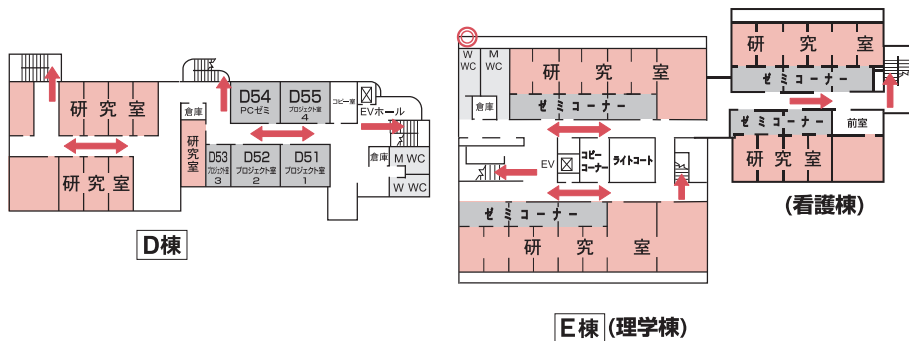 研究室
研究室
倉庫
研究室
D54
PCゼミ
D55
プロジェクト室
4
コピー室
EVホール
D53
プロジェクト室
3
D52
プロジェクト室
2
D51
プロジェクト室
1
倉庫
M WC
W WC
D棟
W
WC
M
WC
倉庫
研究室
ゼミコーナー
EV
コピー
コーナー
ライトコート
ゼミコーナー
研究室
E棟 (理学棟)
研究室
ゼミコーナー
ゼミコーナー
前室
研究室
(看護棟)